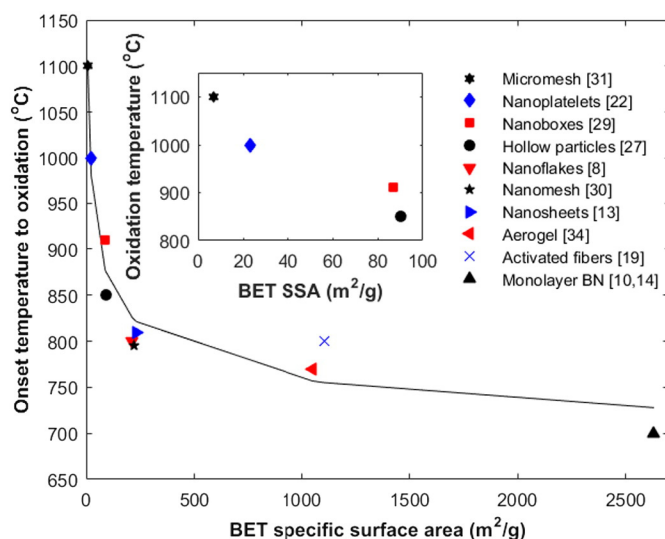 1150
1100
1050
1000
950
900
850
800
750
700
650
0
500
1000
1500
2000
2500
Onset temperature to oxidation (°C)
BET specific surface area (m²/g)
1100
1000
900
800
0
20
40
60
80
100
Oxidation temperature (°C)
BET SSA (m²/g)
Micromesh [31]
Nanoplatelets [22]
Nanoboxes [29]
Hollow particles [27]
Nanoflakes [8]
Nanomesh [30]
Nanosheets [13]
Aerogel [34]
Activated fibers [19]
Monolayer BN [10,14]